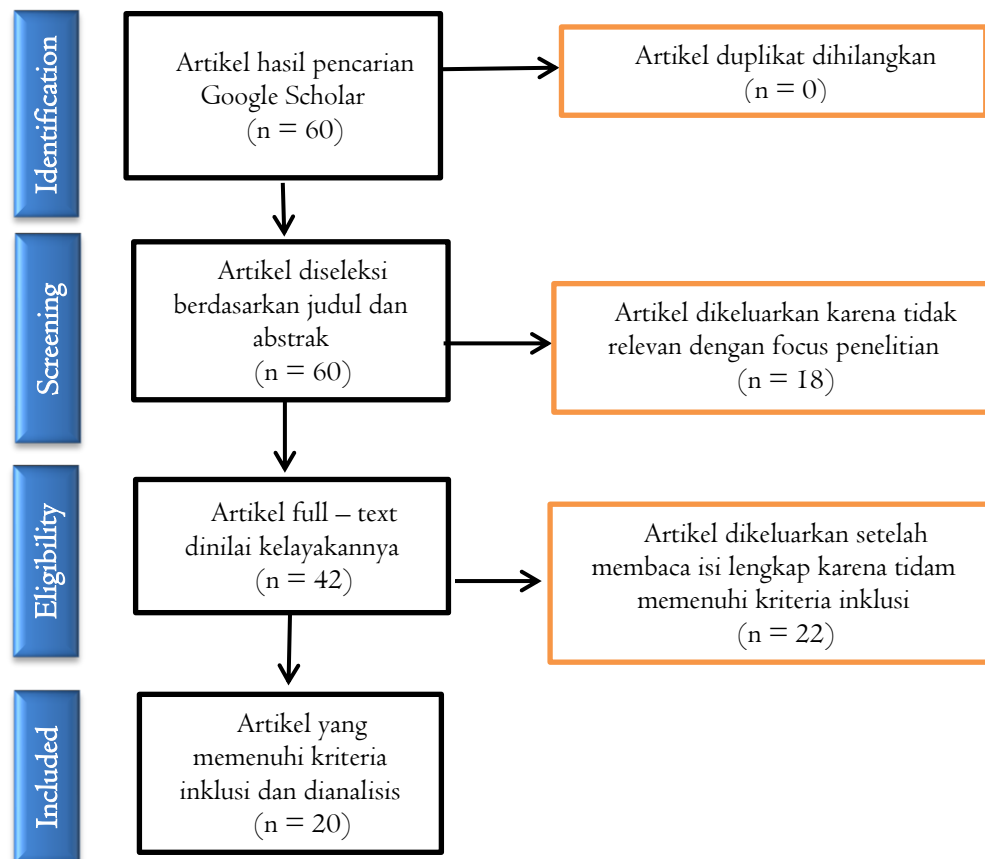 Identification
Artikel hasil pencarian
Google Scholar
(n = 60)
Artikel duplikat dihilangkan
(n = 0)
Screening
Artikel diseleksi
berdasarkan judul dan
abstrak
(n = 60)
Artikel dikeluarkan karena tidak
relevan dengan focus penelitian
(n = 18)
Eligibility
Artikel full – text
dinilai kelayakannya
(n = 42)
Artikel dikeluarkan setelah
membaca isi lengkap karena tidam
memenuhi kriteria inklusi
(n = 22)
Included
Artikel yang
memenuhi kriteria
inklusi dan dianalisis
(n = 20)